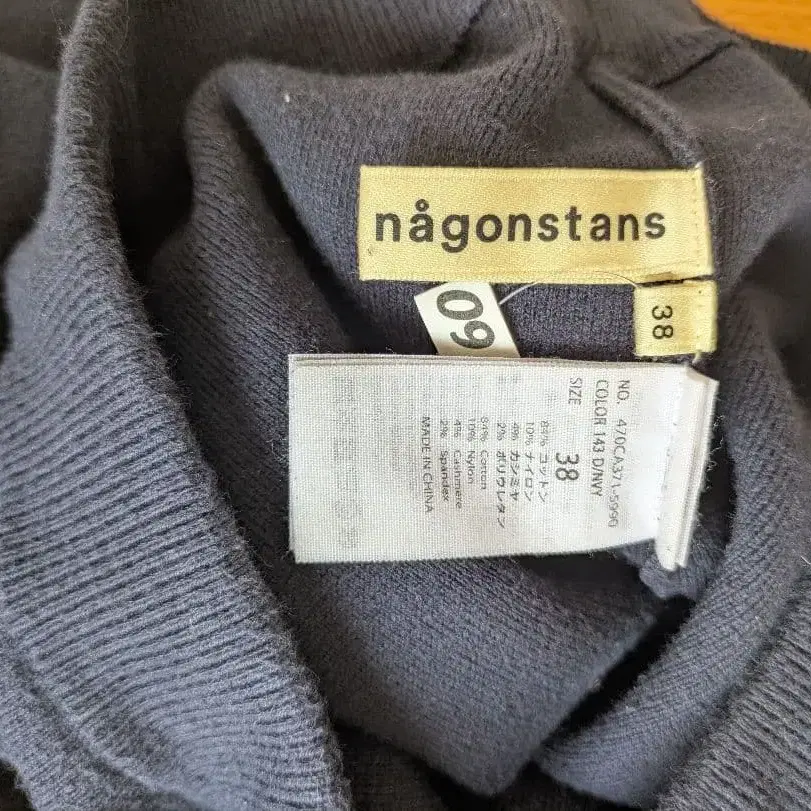 någonstans
38
09
NO. 470CA371-5990
COLOR 143 D/NVY
SIZE 38
84% コットン
10% ナイロン
4% カシミヤ
2% ポリウレタン
84% Cotton
10% Nylon
4% Cashmere
2% Spandex
MADE IN CHINA